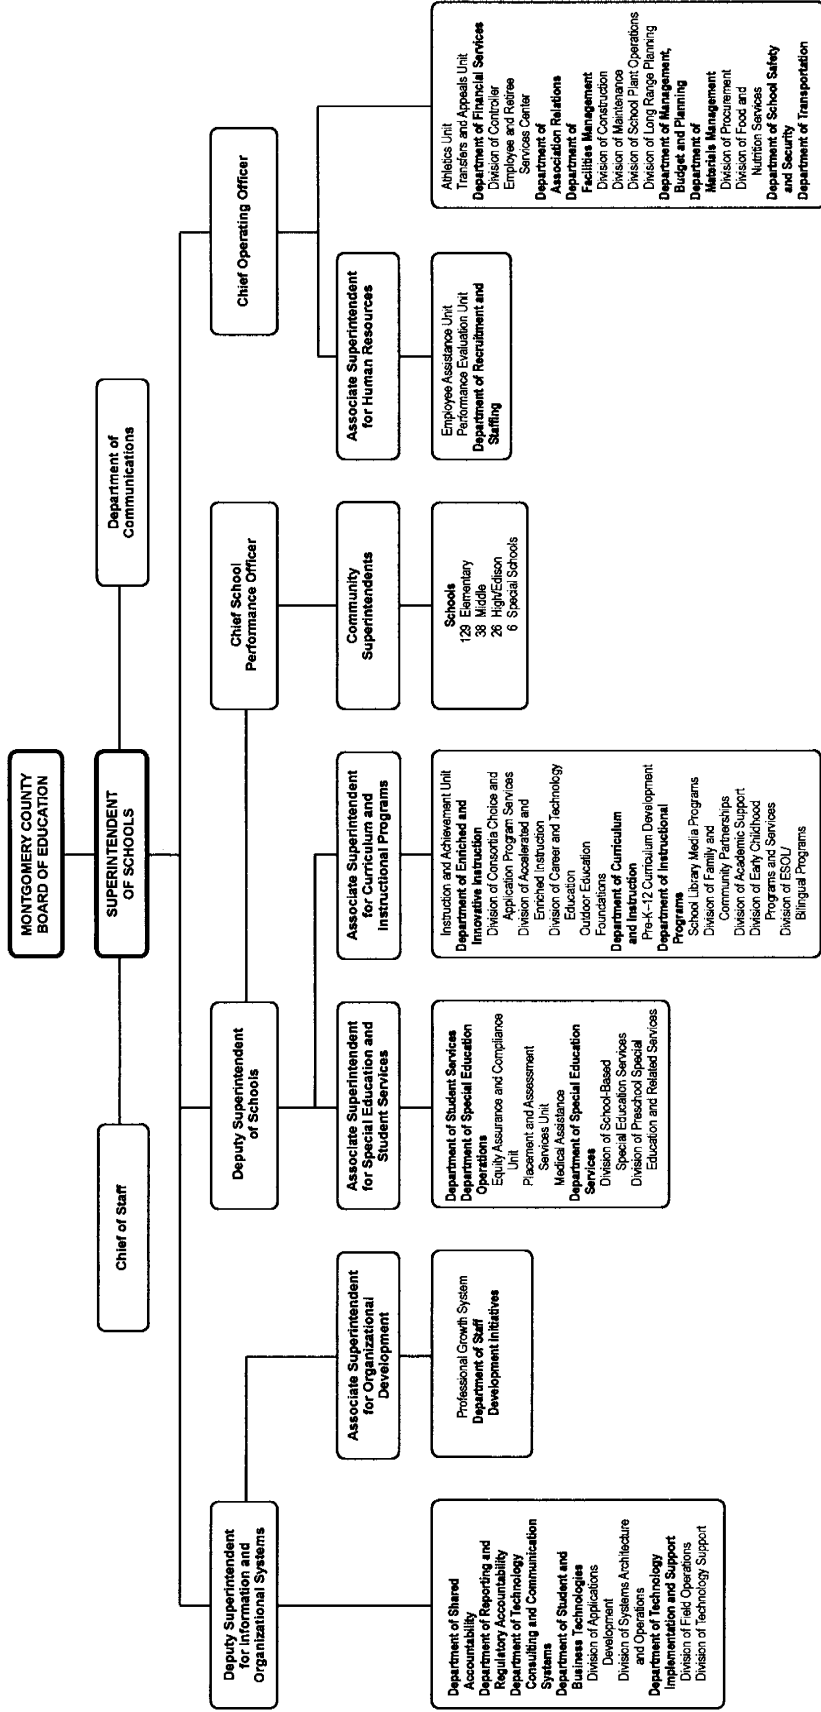 MONTGOMERY COUNTY
BOARD OF EDUCATION
SUPERINTENDENT
OF SCHOOLS
Chief of Staff
Department of
Communications
Deputy Superintendent
for Information and
Organizational Systems
Deputy Superintendent
of Schools
Chief School
Performance Officer
Chief Operating Officer
Associate Superintendent
for Organizational
Development
Associate Superintendent
for Special Education and
Student Services
Associate Superintendent
for Curriculum and
Instructional Programs
Community
Superintendents
Associate Superintendent
for Human Resources
Department of Shared
Accountability
Department of Reporting and
Regulatory Accountability
Department of Technology
Consulting and Communication
Systems
Department of Student and
Business Technologies
Division of Applications
Development
Division of Systems Architecture
and Operations
Department of Technology
Implementation and Support
Division of Field Operations
Division of Technology Support
Professional Growth System
Department of Staff
Development Initiatives
Department of Student Services
Department of Special Education
Operations
Equity Assurance and Compliance
Unit
Placement and Assessment
Services Unit
Medical Assistance
Department of Special Education
Services
Division of School-Based
Special Education Services
Division of Preschool Special
Education and Related Services
Instruction and Achievement Unit
Department of Enriched and
Innovative Instruction
Division of Consortia Choice and
Application Program Services
Division of Accelerated and
Enriched Instruction
Division of Career and Technology
Education
Outdoor Education
Foundations
Department of Curriculum
and Instruction
Pre-K–12 Curriculum Development
Department of Instructional
Programs
School Library Media Programs
Division of Family and
Community Partnerships
Division of Academic Support
Division of Early Childhood
Programs and Services
Division of ESOL/
Bilingual Programs
Schools
129 Elementary
38 Middle
26 High/Edison
6 Special Schools
Employee Assistance Unit
Performance Evaluation Unit
Department of Recruitment and
Staffing
Athletics Unit
Transfers and Appeals Unit
Department of Financial Services
Division of Controller
Employee and Retiree
Services Center
Department of
Association Relations
Department of
Facilities Management
Division of Construction
Division of Maintenance
Division of School Plant Operations
Division of Long Range Planning
Department of Management,
Budget and Planning
Department of
Materials Management
Division of Procurement
Division of Food and
Nutrition Services
Department of School Safety
and Security
Department of Transportation